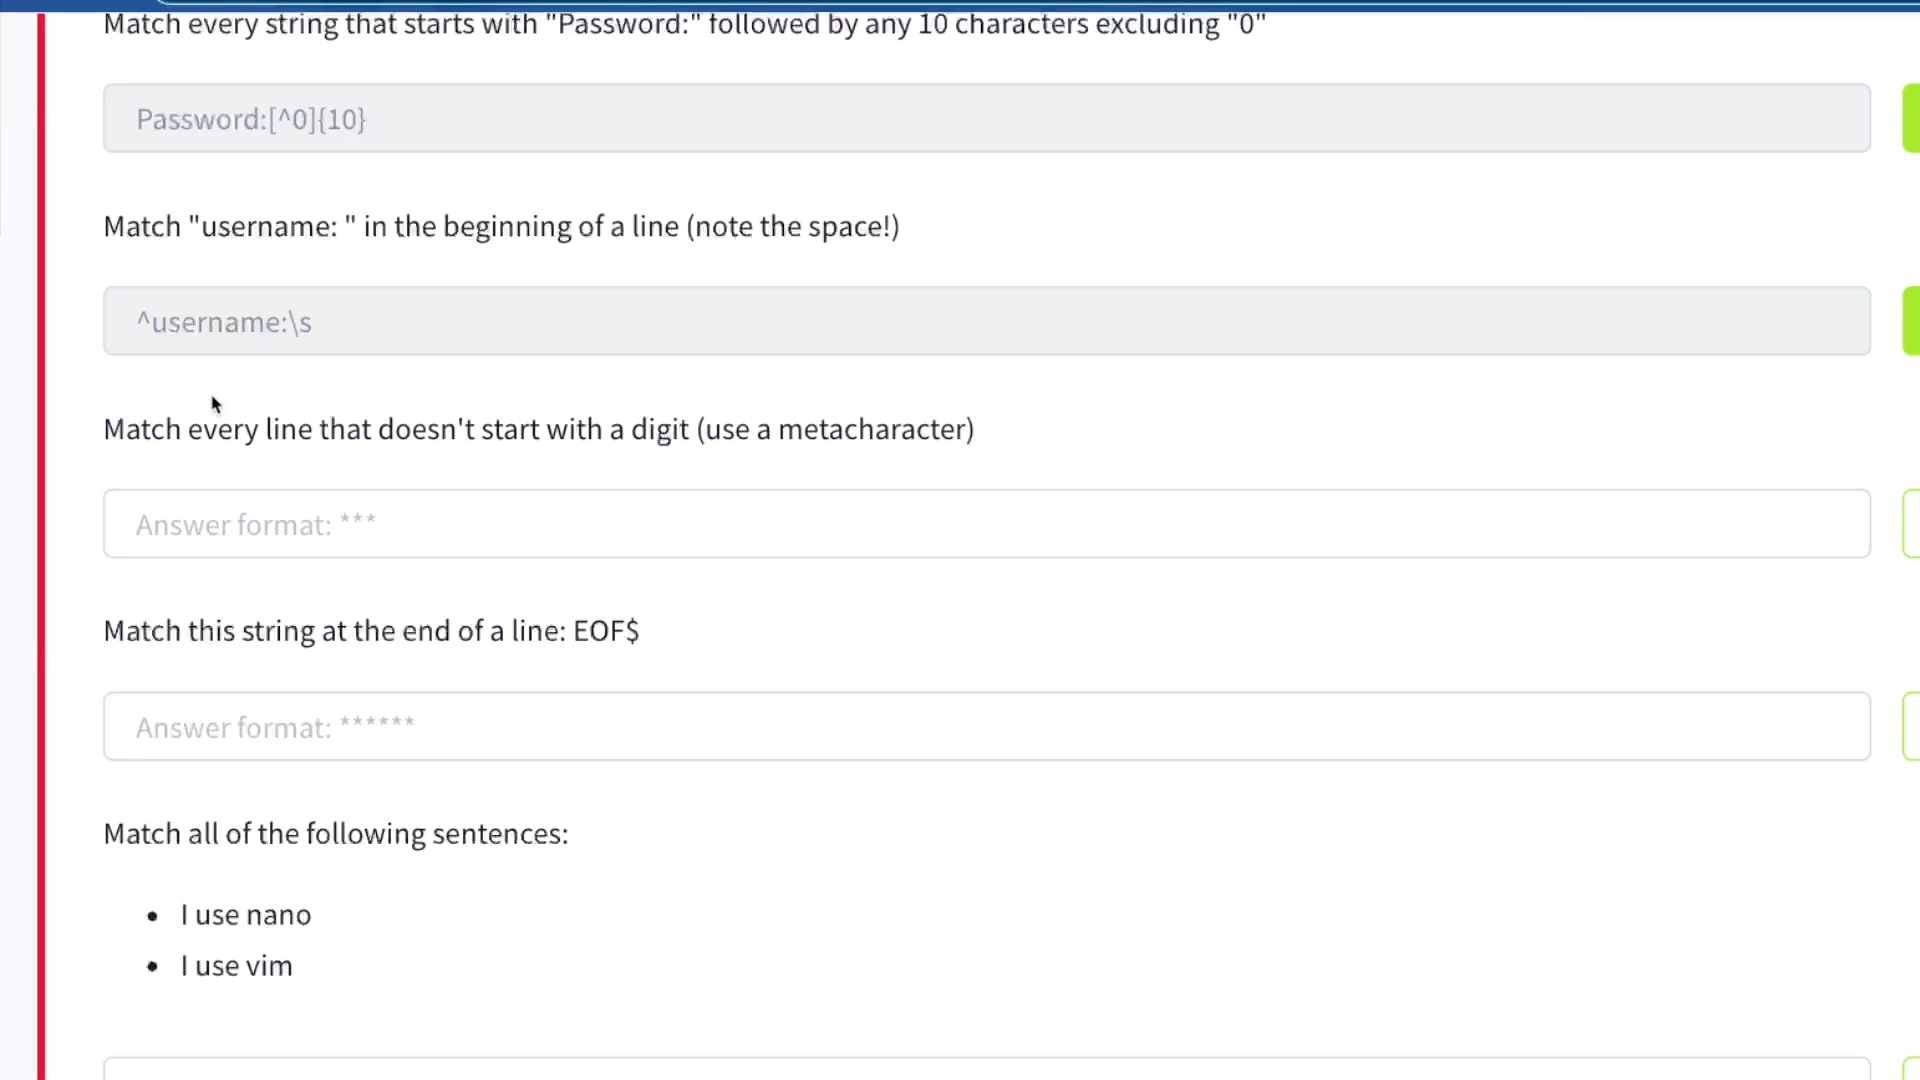 Match every string that starts with "Password:" followed by any 10 characters excluding "0"
Password:[^0]{10}
Match "username: " in the beginning of a line (note the space!)
^username:\s
Match every line that doesn't start with a digit (use a metacharacter)
Answer format: ***
Match this string at the end of a line: EOF$
Answer format: ******
Match all of the following sentences:
• I use nano
• I use vim